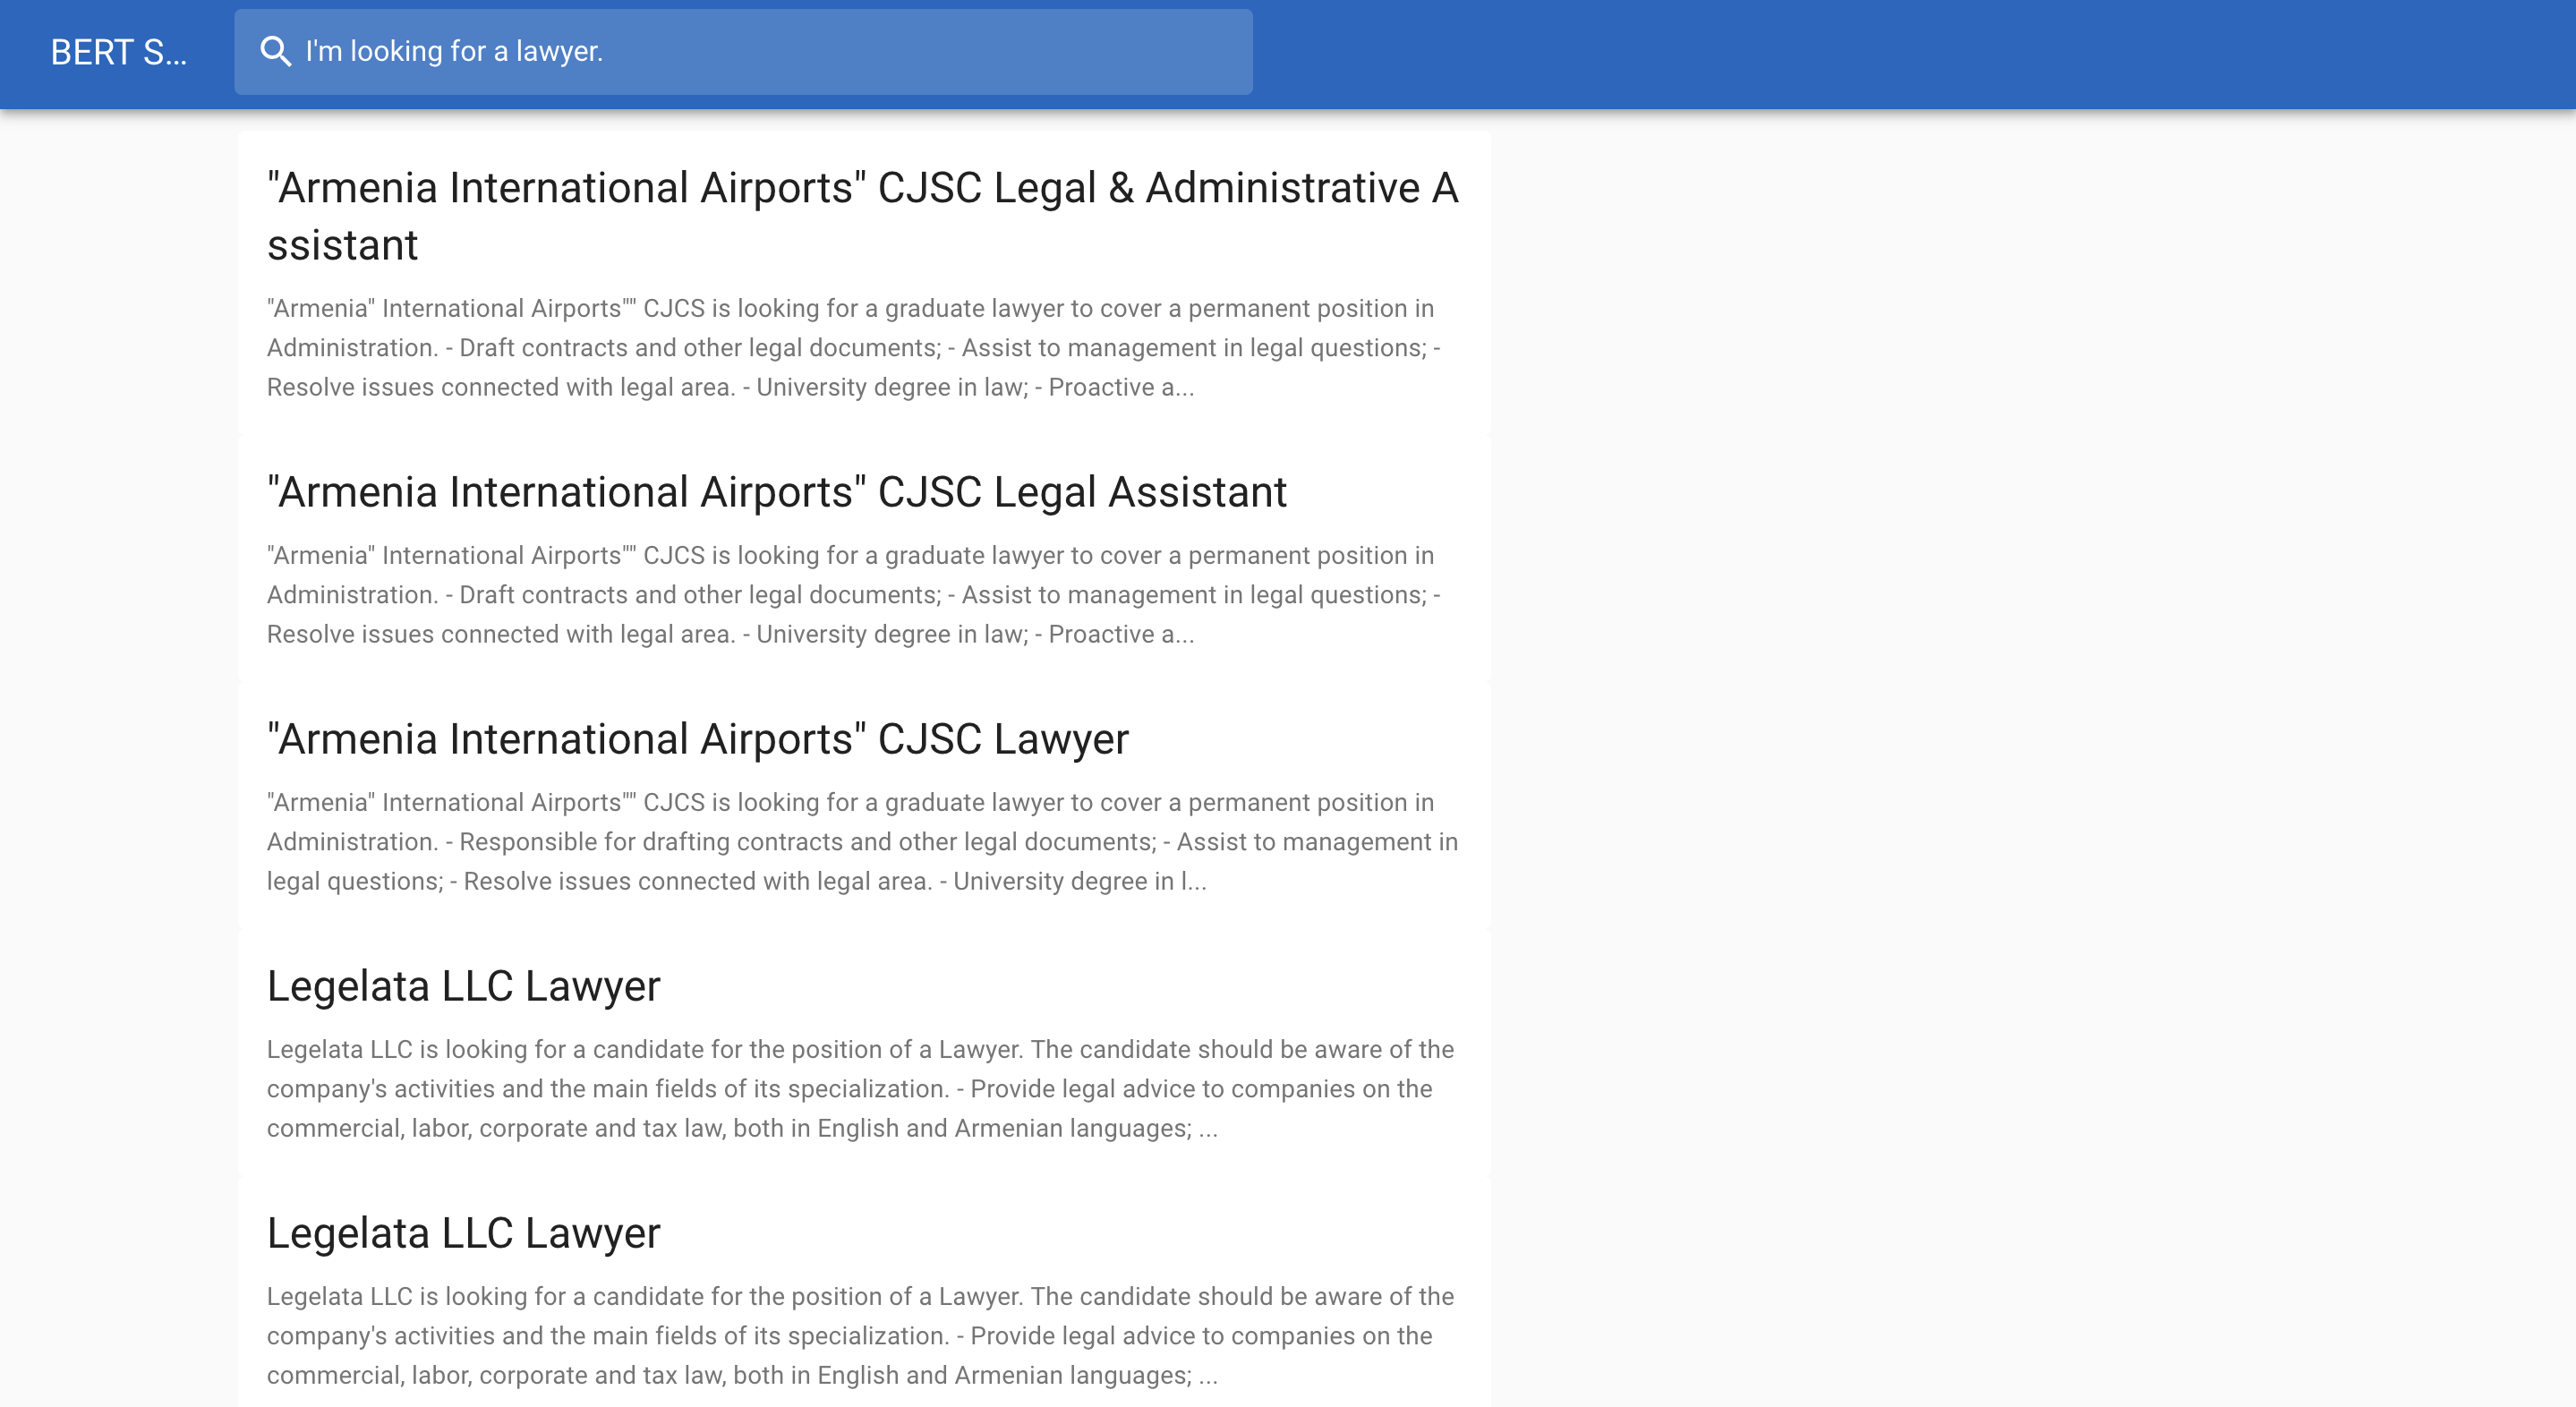 BERT S...
I'm looking for a lawyer.
"Armenia International Airports" CJSC Legal & Administrative A
ssistant
"Armenia" International Airports"" CJCS is looking for a graduate lawyer to cover a permanent position in
Administration. - Draft contracts and other legal documents; - Assist to management in legal questions; -
Resolve issues connected with legal area. - University degree in law; - Proactive a...
"Armenia International Airports" CJSC Legal Assistant
"Armenia" International Airports"" CJCS is looking for a graduate lawyer to cover a permanent position in
Administration. - Draft contracts and other legal documents; - Assist to management in legal questions; -
Resolve issues connected with legal area. - University degree in law; - Proactive a...
"Armenia International Airports" CJSC Lawyer
"Armenia" International Airports"" CJCS is looking for a graduate lawyer to cover a permanent position in
Administration. - Responsible for drafting contracts and other legal documents; - Assist to management in
legal questions; - Resolve issues connected with legal area. - University degree in l...
Legelata LLC Lawyer
Legelata LLC is looking for a candidate for the position of a Lawyer. The candidate should be aware of the
company's activities and the main fields of its specialization. - Provide legal advice to companies on the
commercial, labor, corporate and tax law, both in English and Armenian languages; ...
Legelata LLC Lawyer
Legelata LLC is looking for a candidate for the position of a Lawyer. The candidate should be aware of the
company's activities and the main fields of its specialization. - Provide legal advice to companies on the
commercial, labor, corporate and tax law, both in English and Armenian languages; ...